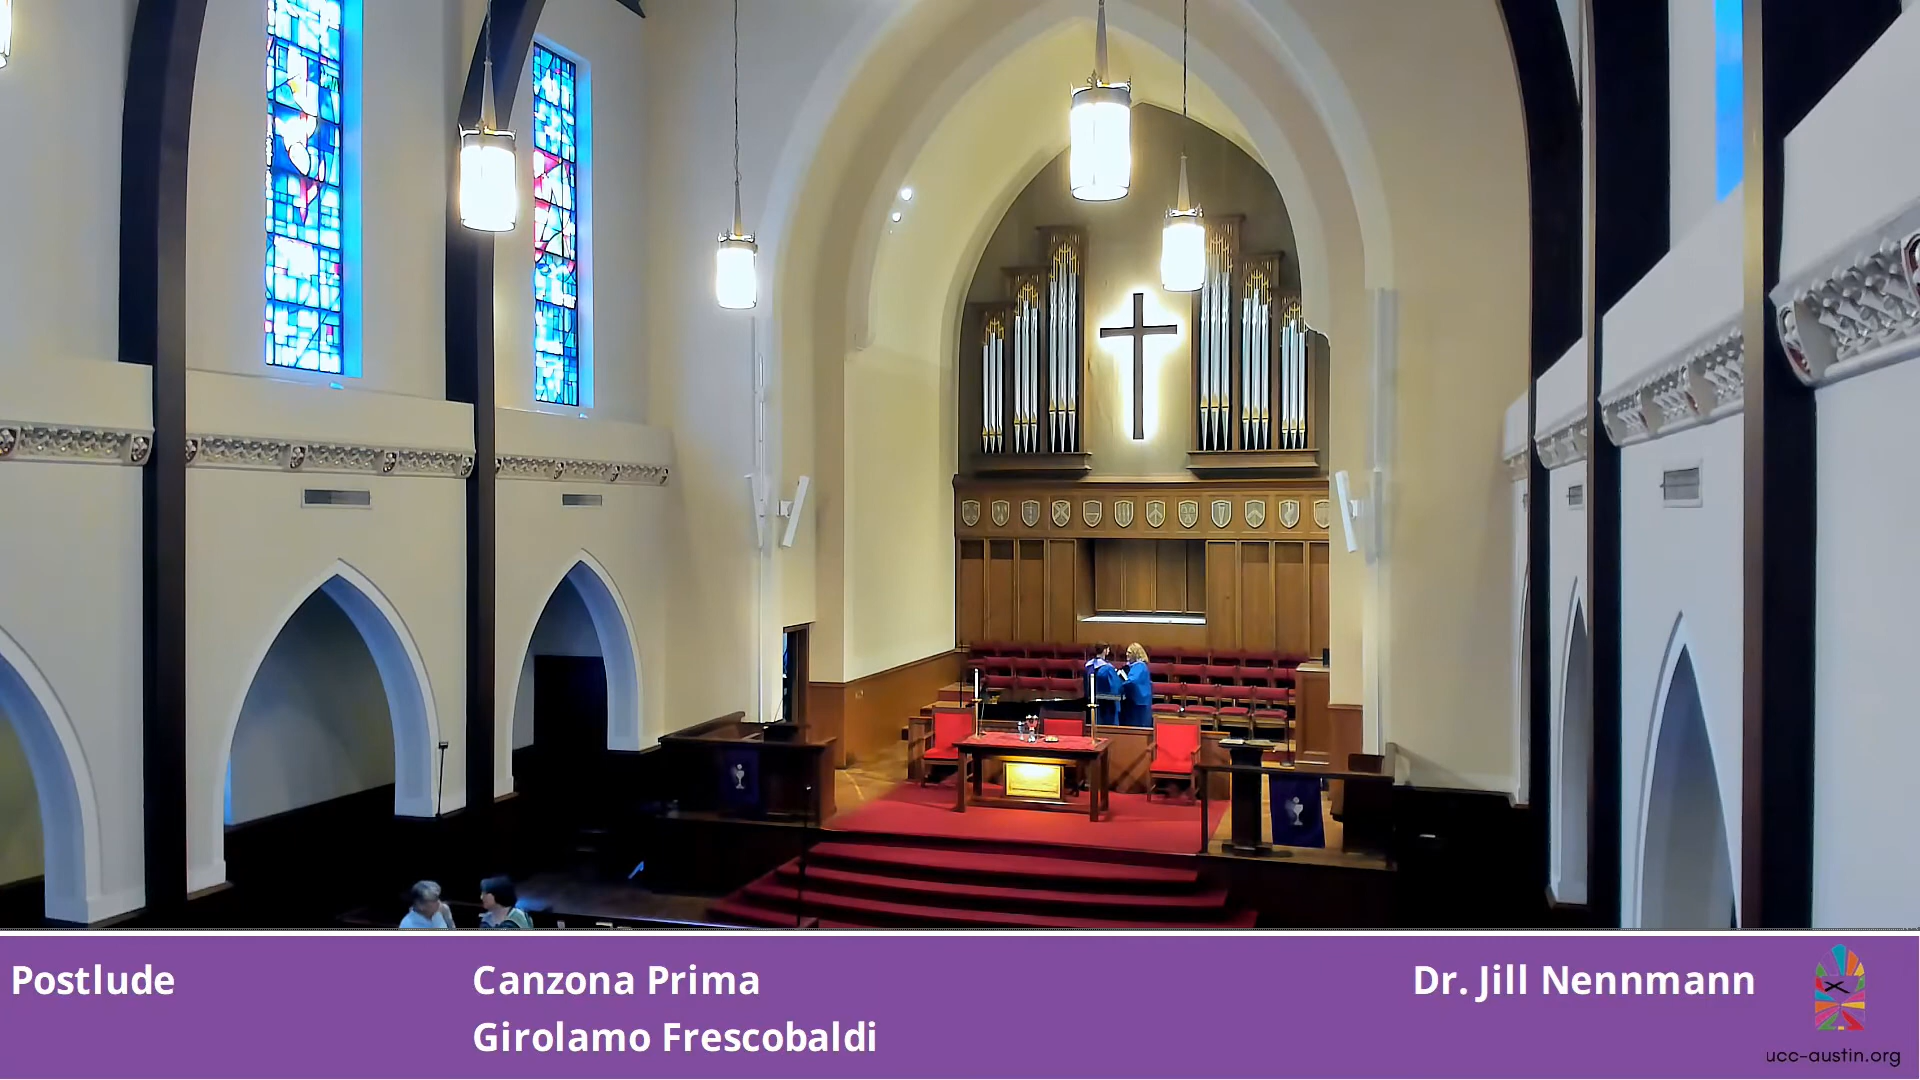 Postlude
Canzona Prima
Girolamo Frescobaldi
Dr. Jill Nennmann
ucc-austin.org